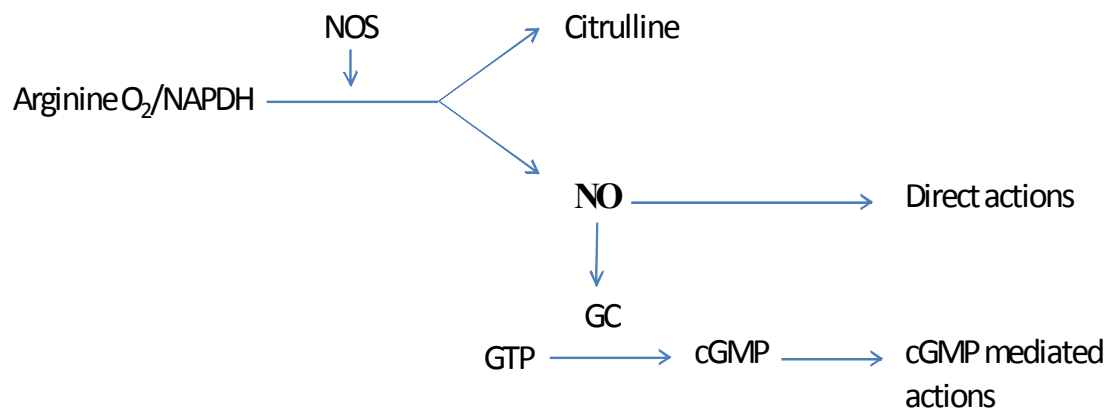 NOS
Citrulline
Arginine O₂/NAPDH
NO
Direct actions
GC
GTP
cGMP
cGMP mediated
actions